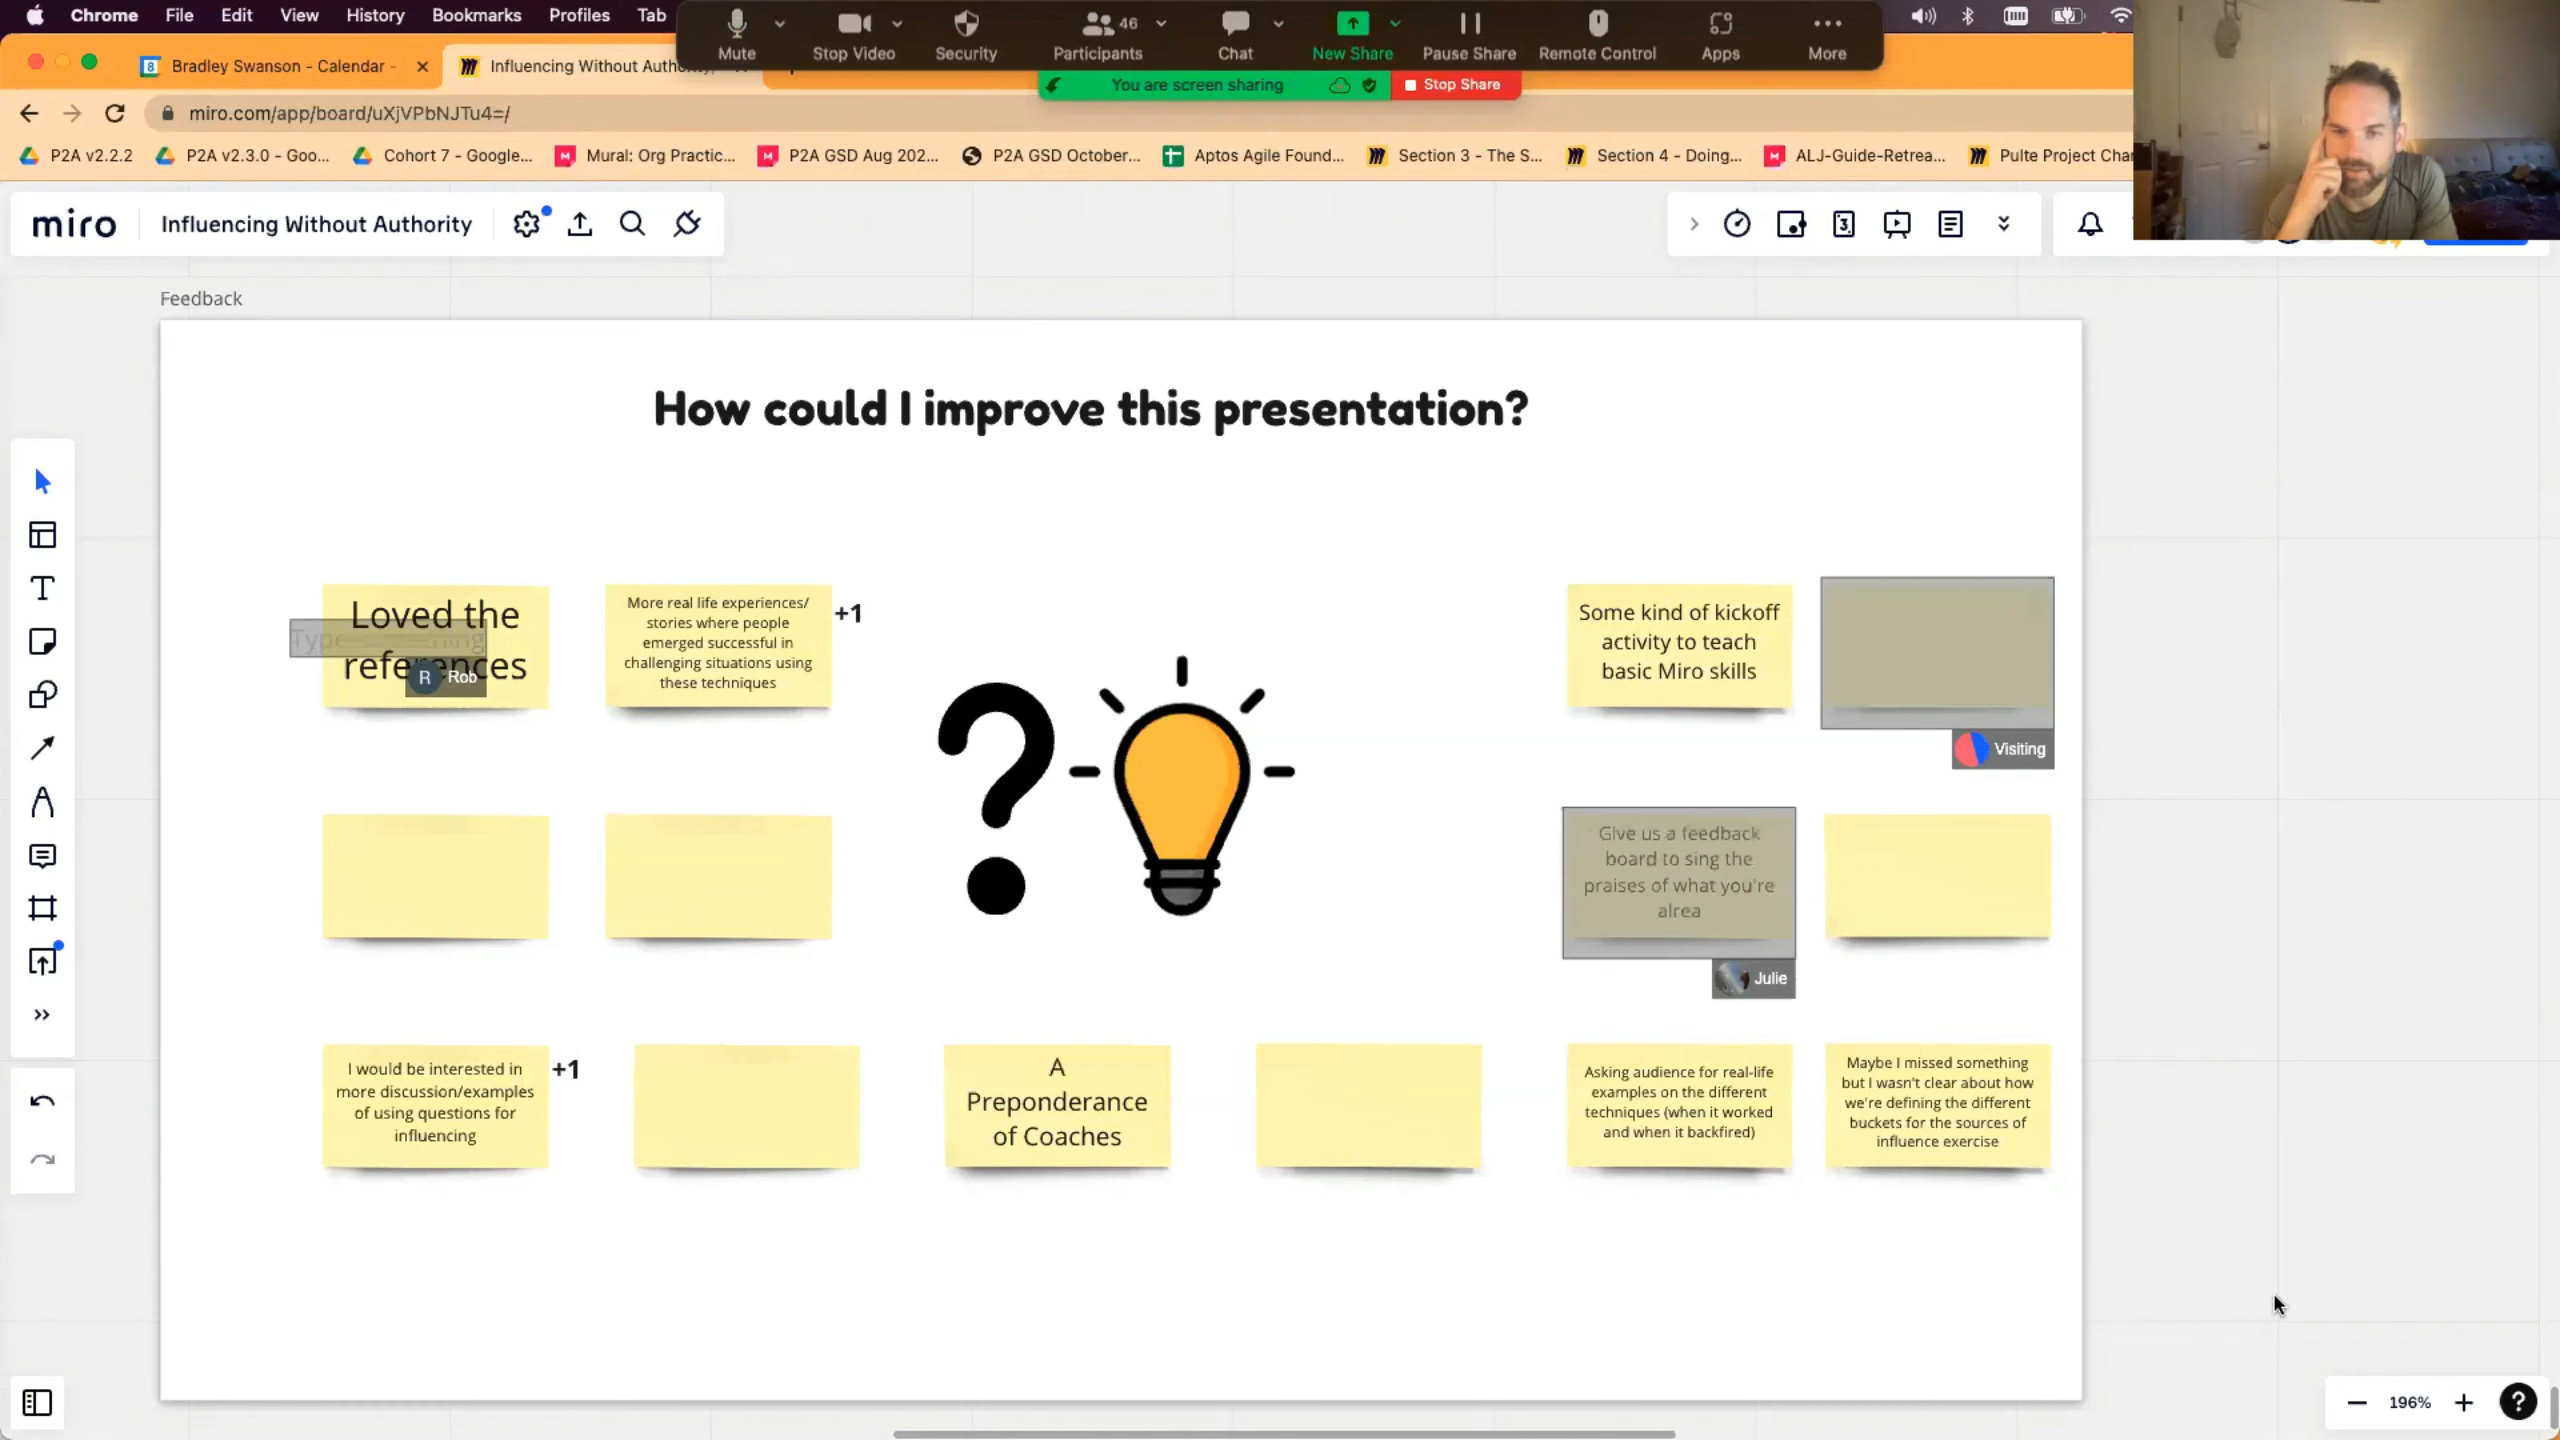 Chrome File Edit View History Bookmarks Profiles Tab
Mute Stop Video Security Participants 46 Chat New Share Pause Share Remote Control Apps More
You are screen sharing Stop Share
8 Bradley Swanson - Calendar - Influencing Without Authority,
miro.com/app/board/uXjVPbNJTu4=/
P2A v2.2.2 P2A v2.3.0 - Goo... Cohort 7 - Google... Mural: Org Practic... P2A GSD Aug 202... P2A GSD October... Aptos Agile Found... Section 3 - The S... Section 4 - Doing... ALJ-Guide-Retrea... Pulte Project Char
miro Influencing Without Authority
Feedback
How could I improve this presentation?
Loved the
references
Type something
R Rob
More real life experiences/
stories where people
emerged successful in
challenging situations using
these techniques
+1
Some kind of kickoff
activity to teach
basic Miro skills
Visiting
Give us a feedback
board to sing the
praises of what you're
alrea
Julie
I would be interested in
more discussion/examples
of using questions for
influencing
+1
A
Preponderance
of Coaches
Asking audience for real-life
examples on the different
techniques (when it worked
and when it backfired)
Maybe I missed something
but I wasn't clear about how
we're defining the different
buckets for the sources of
influence exercise
196%